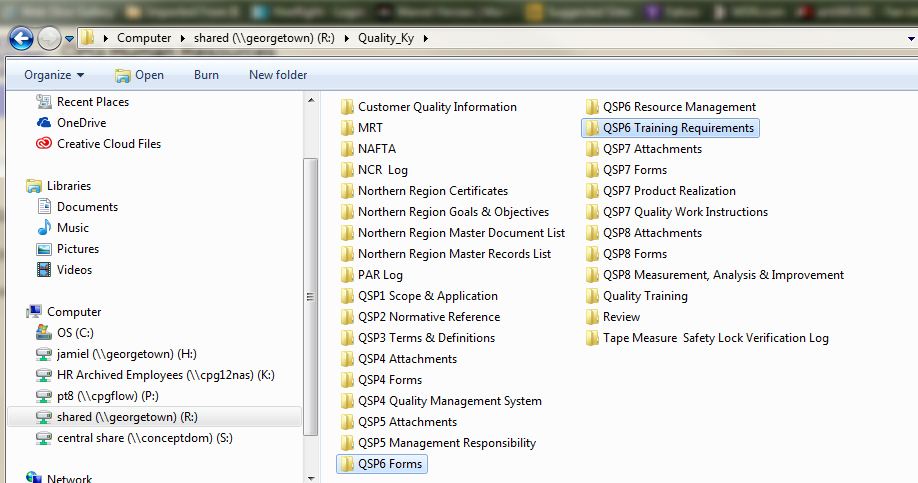 Suggested Sites
Computer
shared (\\georgetown) (R:)
Quality_Ky
Organize
Open
Burn
New folder
Recent Places
OneDrive
Creative Cloud Files
Libraries
Documents
Music
Pictures
Videos
Computer
OS (C:)
jamiel (\\georgetown) (H:)
HR Archived Employees (\\cpg12nas) (K:)
pt8 (\\cpgflow) (P:)
shared (\\georgetown) (R:)
central share (\\conceptdom) (S:)
Network
Customer Quality Information
MRT
NAFTA
NCR  Log
Northern Region Certificates
Northern Region Goals & Objectives
Northern Region Master Document List
Northern Region Master Records List
PAR Log
QSP1 Scope & Application
QSP2 Normative Reference
QSP3 Terms & Definitions
QSP4 Attachments
QSP4 Forms
QSP4 Quality Management System
QSP5 Attachments
QSP5 Management Responsibility
QSP6 Forms
QSP6 Resource Management
QSP6 Training Requirements
QSP7 Attachments
QSP7 Forms
QSP7 Product Realization
QSP7 Quality Work Instructions
QSP8 Attachments
QSP8 Forms
QSP8 Measurement, Analysis & Improvement
Quality Training
Review
Tape Measure  Safety Lock Verification Log